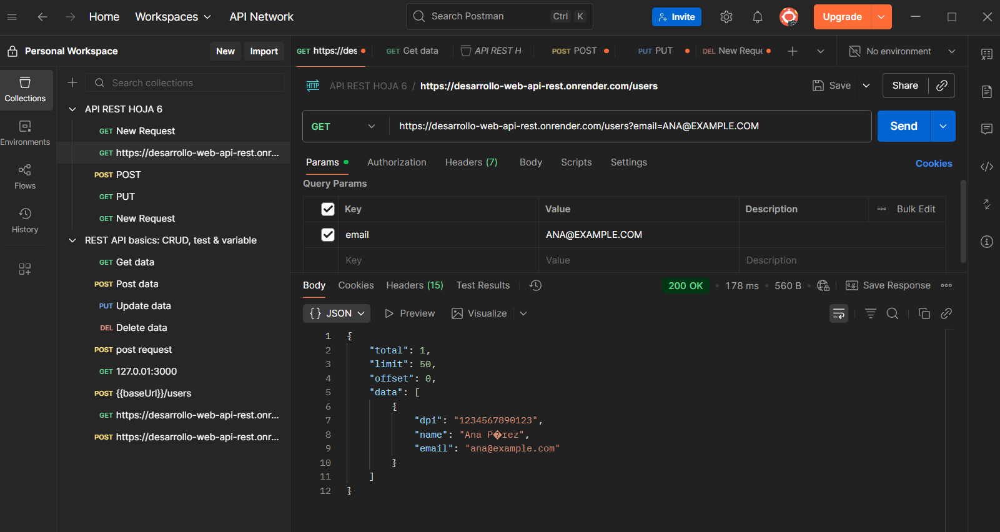 Home
Workspaces
API Network
Search Postman
Ctrl
K
Invite
Upgrade
Personal Workspace
New
Import
GET https://des
GET Get data
API REST H
POST POST
PUT PUT
DEL New Reque
No environment
Collections
Environments
Flows
History
Search collections
API REST HOJA 6
GET New Request
GET https://desarrollo-web-api-rest.onr...
POST POST
GET PUT
GET New Request
REST API basics: CRUD, test & variable
GET Get data
POST Post data
PUT Update data
DEL Delete data
POST post request
GET 127.0.01:3000
POST {{baseUrl}}/users
GET https://desarrollo-web-api-rest.onr...
POST https://desarrollo-web-api-rest.onr...
HTTP
API REST HOJA 6 / https://desarrollo-web-api-rest.onrender.com/users
Save
Share
GET
https://desarrollo-web-api-rest.onrender.com/users?email=ANA@EXAMPLE.COM
Send
Params
Authorization
Headers (7)
Body
Scripts
Settings
Cookies
Query Params
Key
Value
Description
Bulk Edit
email
ANA@EXAMPLE.COM
Key
Value
Description
Body
Cookies
Headers (15)
Test Results
200 OK
178 ms
560 B
e.g.
Save Response
{} JSON
Preview
Visualize
1 {
2 "total": 1,
3 "limit": 50,
4 "offset": 0,
5 "data": [
6 {
7 "dpi": "1234567890123",
8 "name": "Ana P�rez",
9 "email": "ana@example.com"
10 }
11 ]
12 }